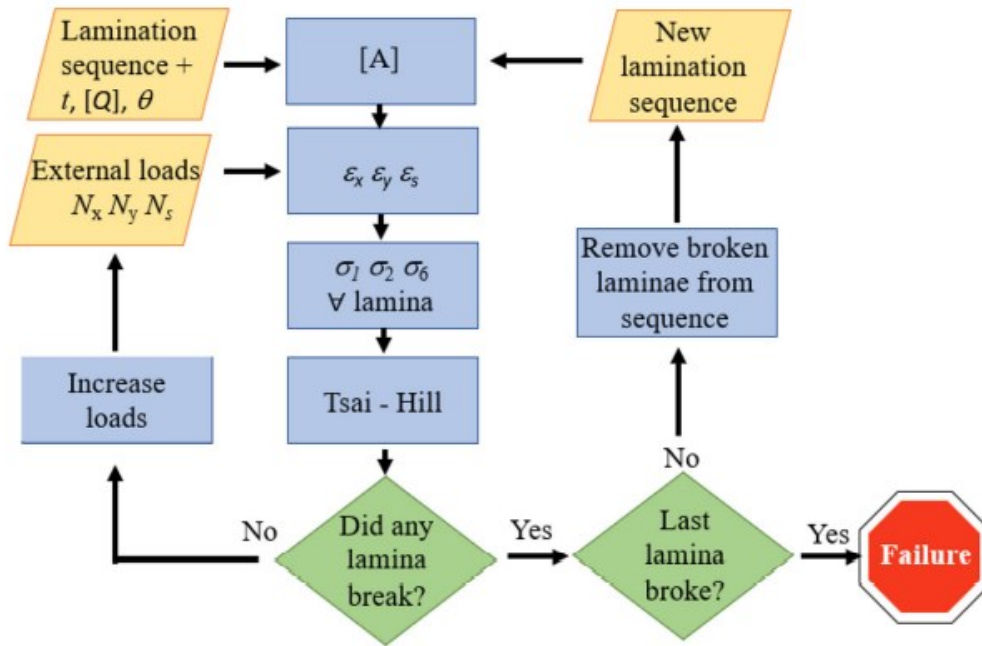 Lamination
sequence +
t, [Q], θ
[A]
New
lamination
sequence
External loads
Nx Ny Ns
εx εy εs
σ1 σ2 σ6
∀ lamina
Remove broken
laminae from
sequence
Increase
loads
Tsai - Hill
No
Did any
lamina
break?
Yes
No
Last
lamina
broke?
Yes
Failure